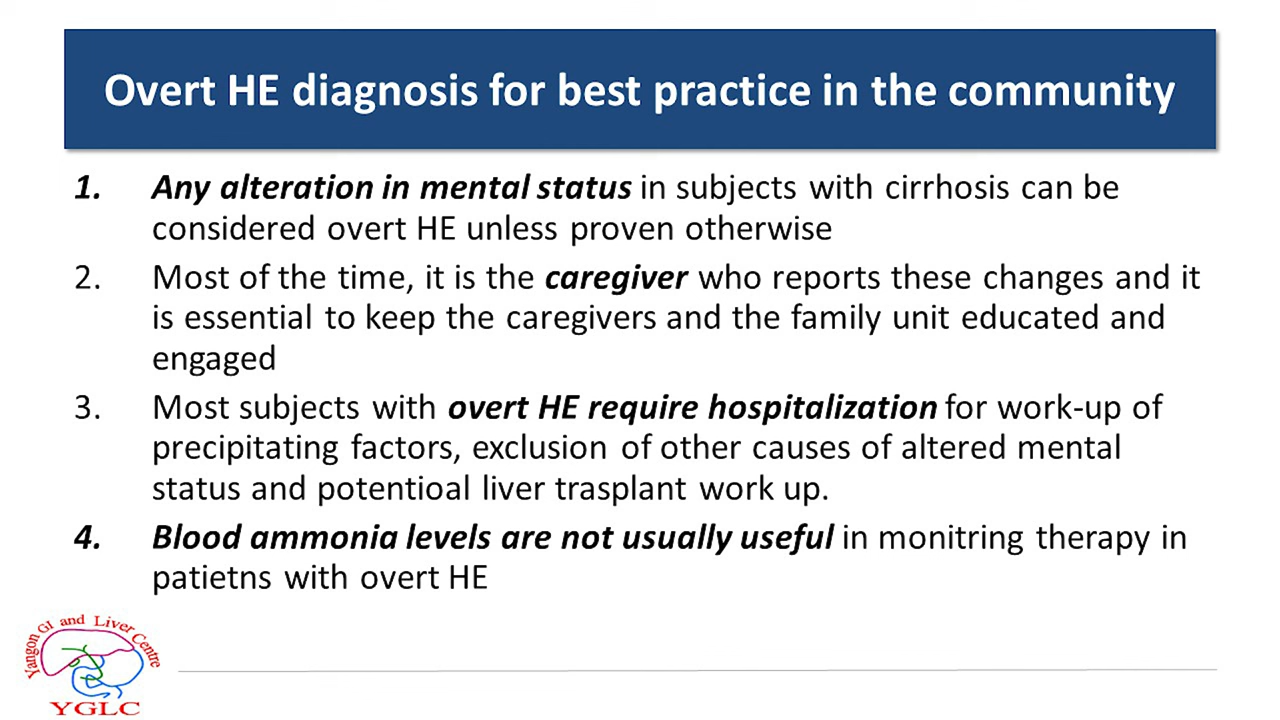 Overt HE diagnosis for best practice in the community
1. Any alteration in mental status in subjects with cirrhosis can be
considered overt HE unless proven otherwise
2. Most of the time, it is the caregiver who reports these changes and it
is essential to keep the caregivers and the family unit educated and
engaged
3. Most subjects with overt HE require hospitalization for work-up of
precipitating factors, exclusion of other causes of altered mental
status and potentioal liver trasplant work up.
4. Blood ammonia levels are not usually useful in monitring therapy in
patietns with overt HE
Yangon GI and Liver Centre
YGLC